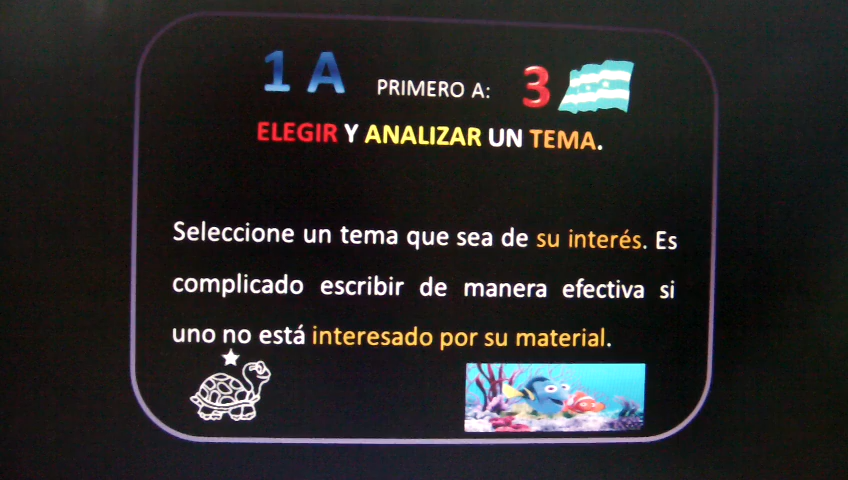 1 A PRIMERO A: 3
ELEGIR Y ANALIZAR UN TEMA.
Seleccione un tema que sea de su interés. Es
complicado escribir de manera efectiva si
uno no está interesado por su material.